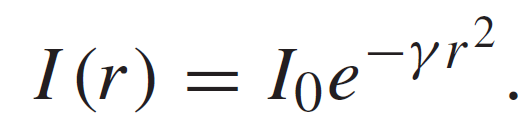 I(r) = I₀e^{−γr²}.